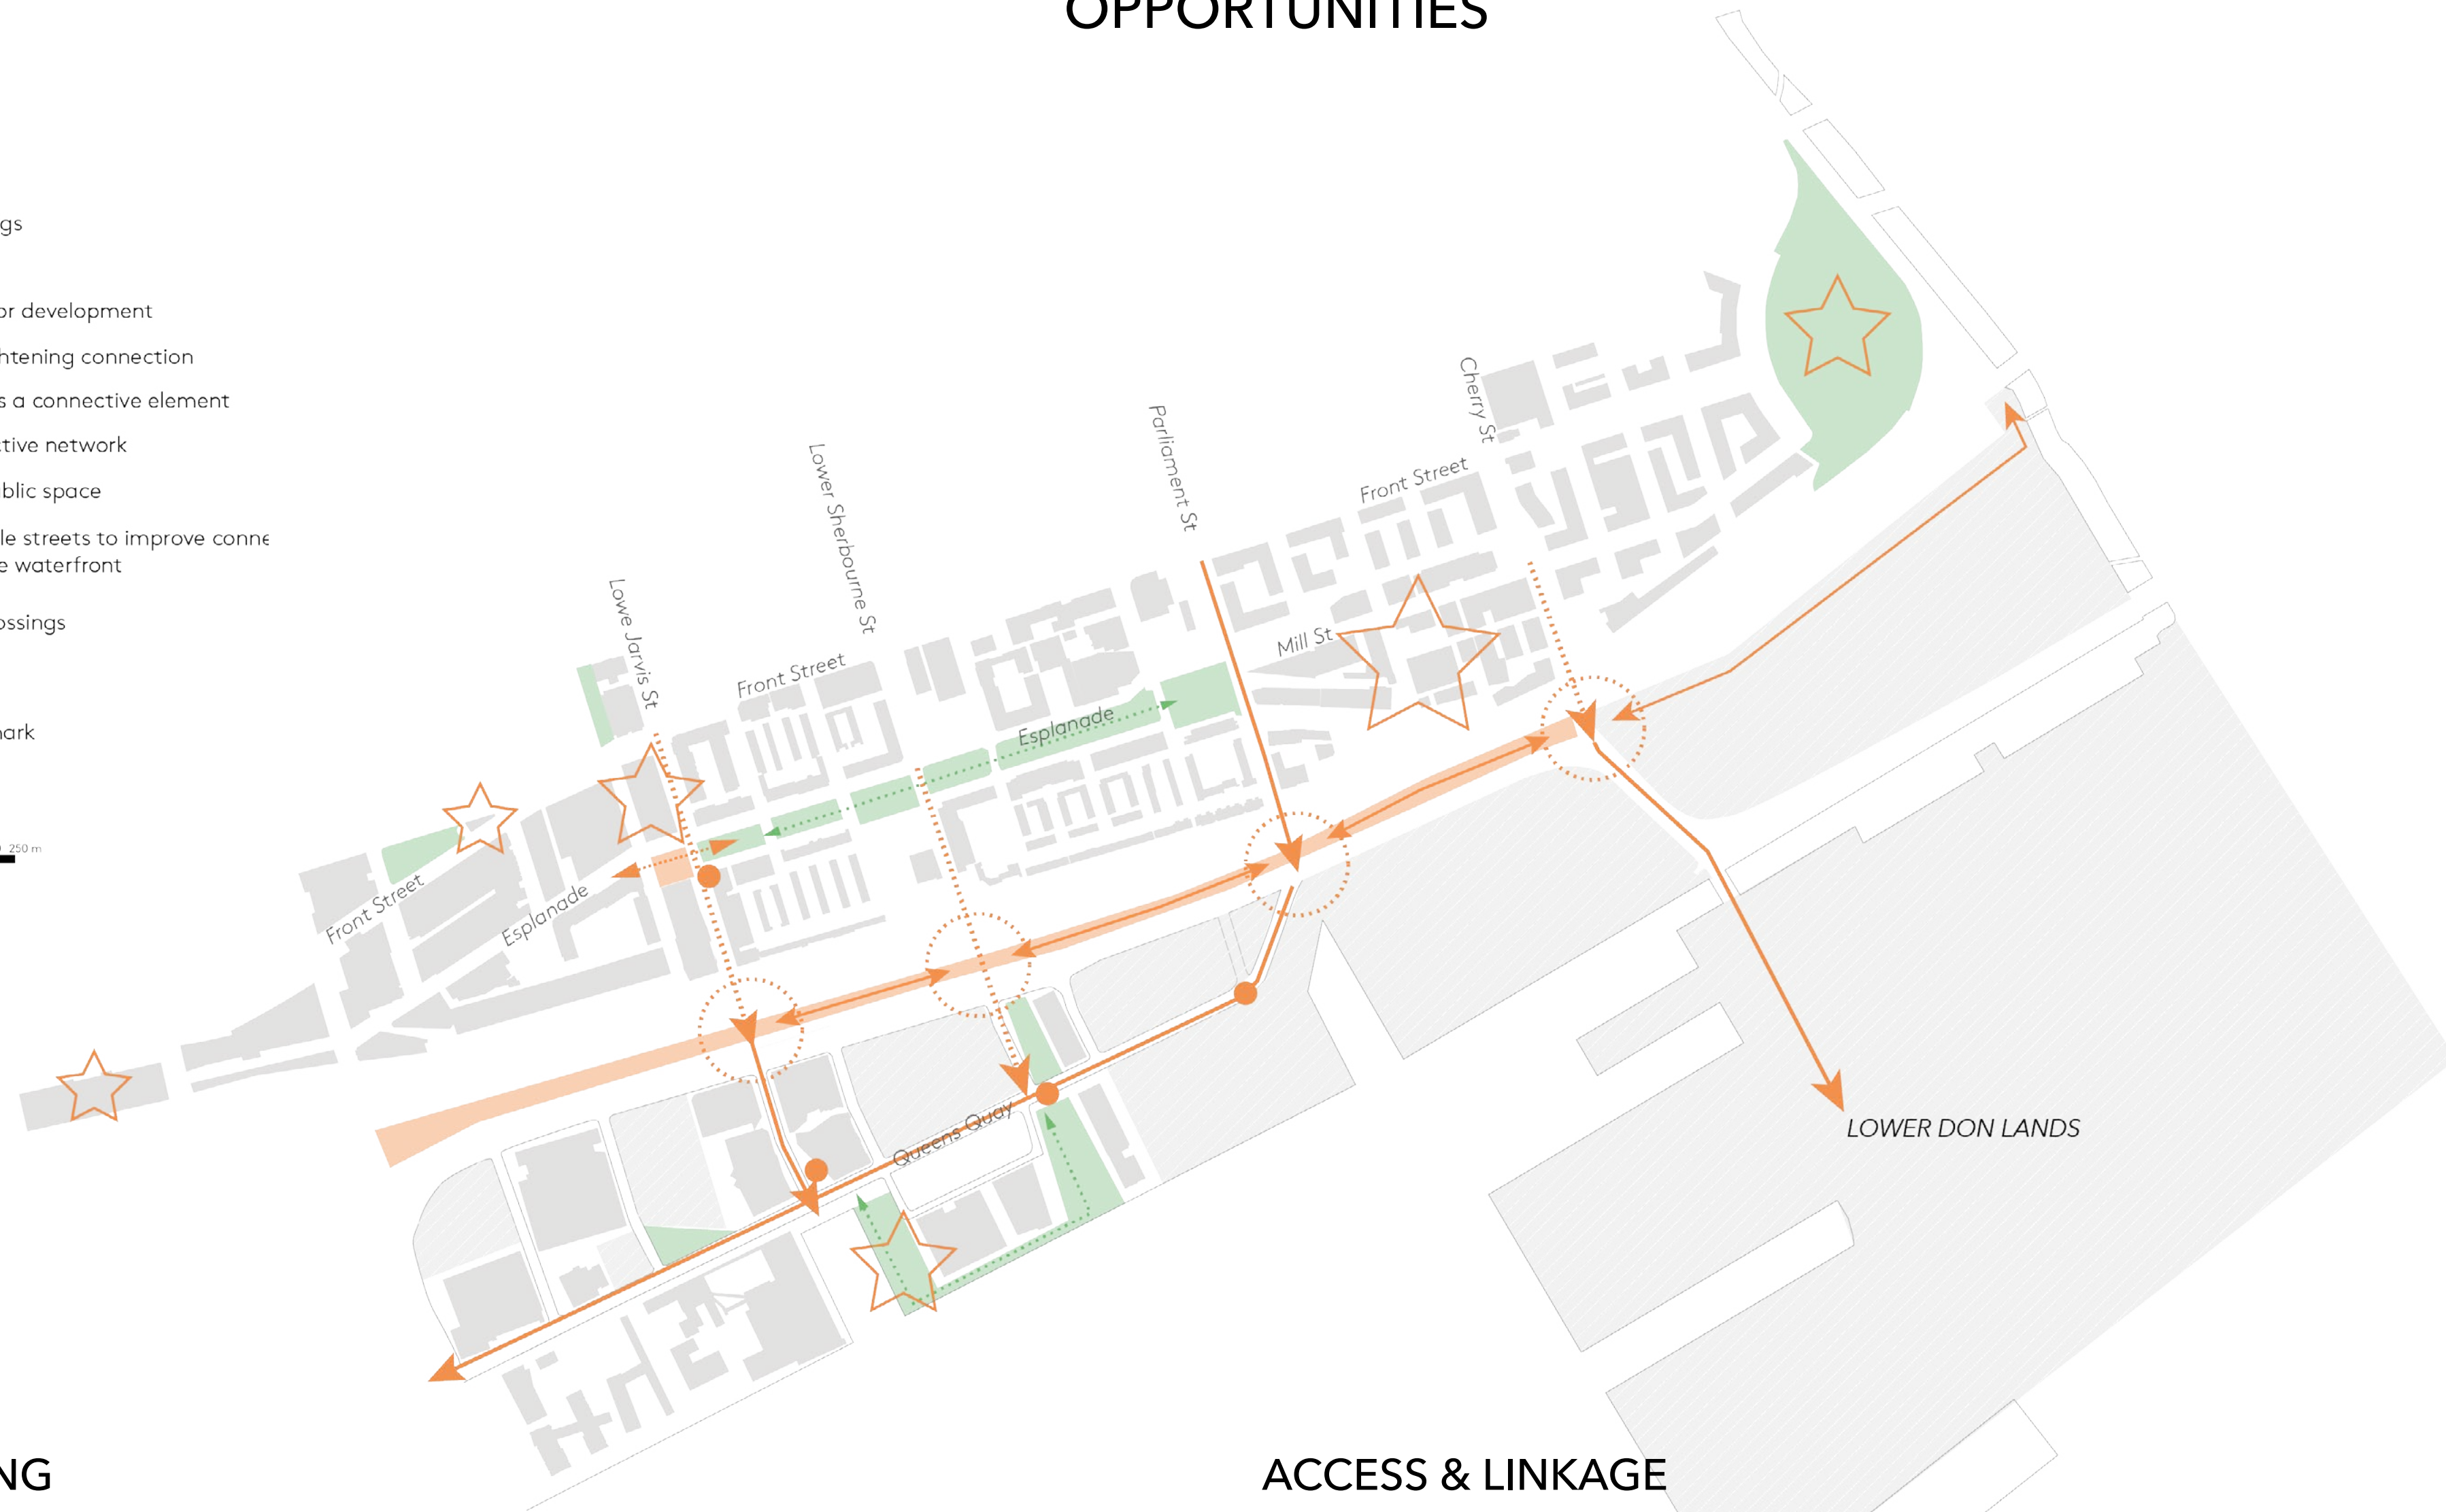 OPPORTUNITIES
gs
or development
htening connection
s a connective element
ctive network
blic space
le streets to improve conne
e waterfront
ossings
ark
250 m
Cherry St
Parliament St
Lower Sherbourne St
Lowe Jarvis St
Front Street
Mill St
Front Street
Esplanade
Front Street
Esplanade
Queens Quay
LOWER DON LANDS
NG
ACCESS & LINKAGE